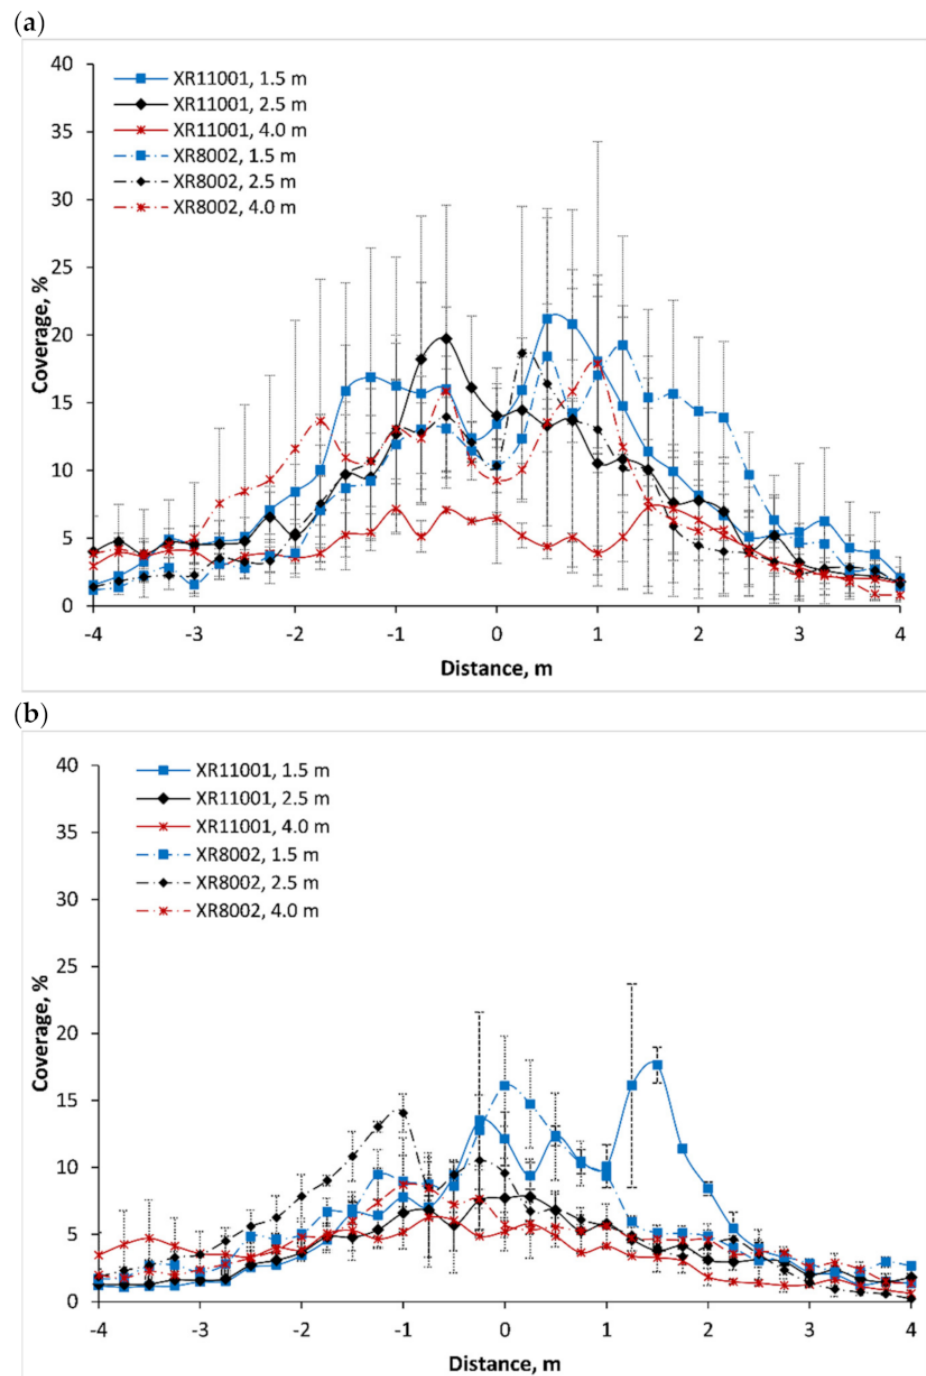 (a)
40
35
30
25
20
15
10
5
0
Coverage, %
XR11001, 1.5 m
XR11001, 2.5 m
XR11001, 4.0 m
XR8002, 1.5 m
XR8002, 2.5 m
XR8002, 4.0 m
-4 -3 -2 -1 0 1 2 3 4
Distance, m
(b)
40
35
30
25
20
15
10
5
0
Coverage, %
XR11001, 1.5 m
XR11001, 2.5 m
XR11001, 4.0 m
XR8002, 1.5 m
XR8002, 2.5 m
XR8002, 4.0 m
-4 -3 -2 -1 0 1 2 3 4
Distance, m